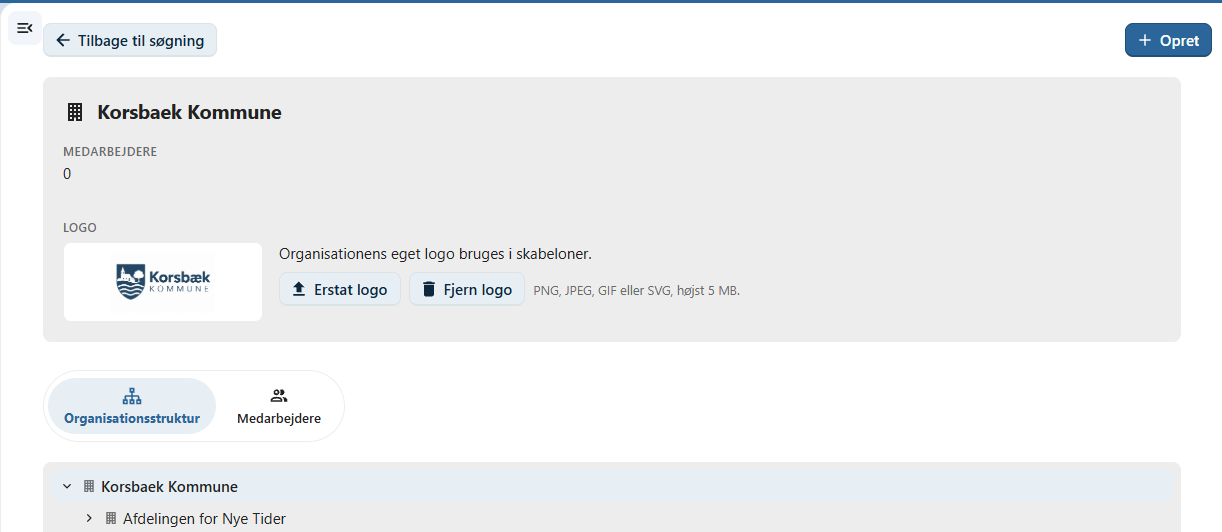 Tilbage til søgning
Opret
Korsbaek Kommune
MEDARBEJDERE
0
LOGO
Korsbæk
KOMMUNE
Organisationens eget logo bruges i skabeloner.
Erstat logo
Fjern logo
PNG, JPEG, GIF eller SVG, højst 5 MB.
Organisationsstruktur
Medarbejdere
Korsbaek Kommune
Afdelingen for Nye Tider